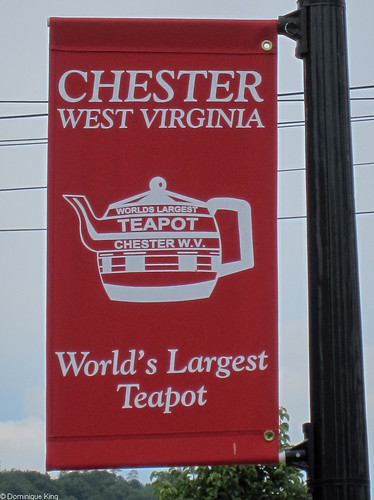 CHESTER
WEST VIRGINIA
WORLDS LARGEST
TEAPOT
CHESTER W.V.
World's Largest
Teapot
© Dominique King